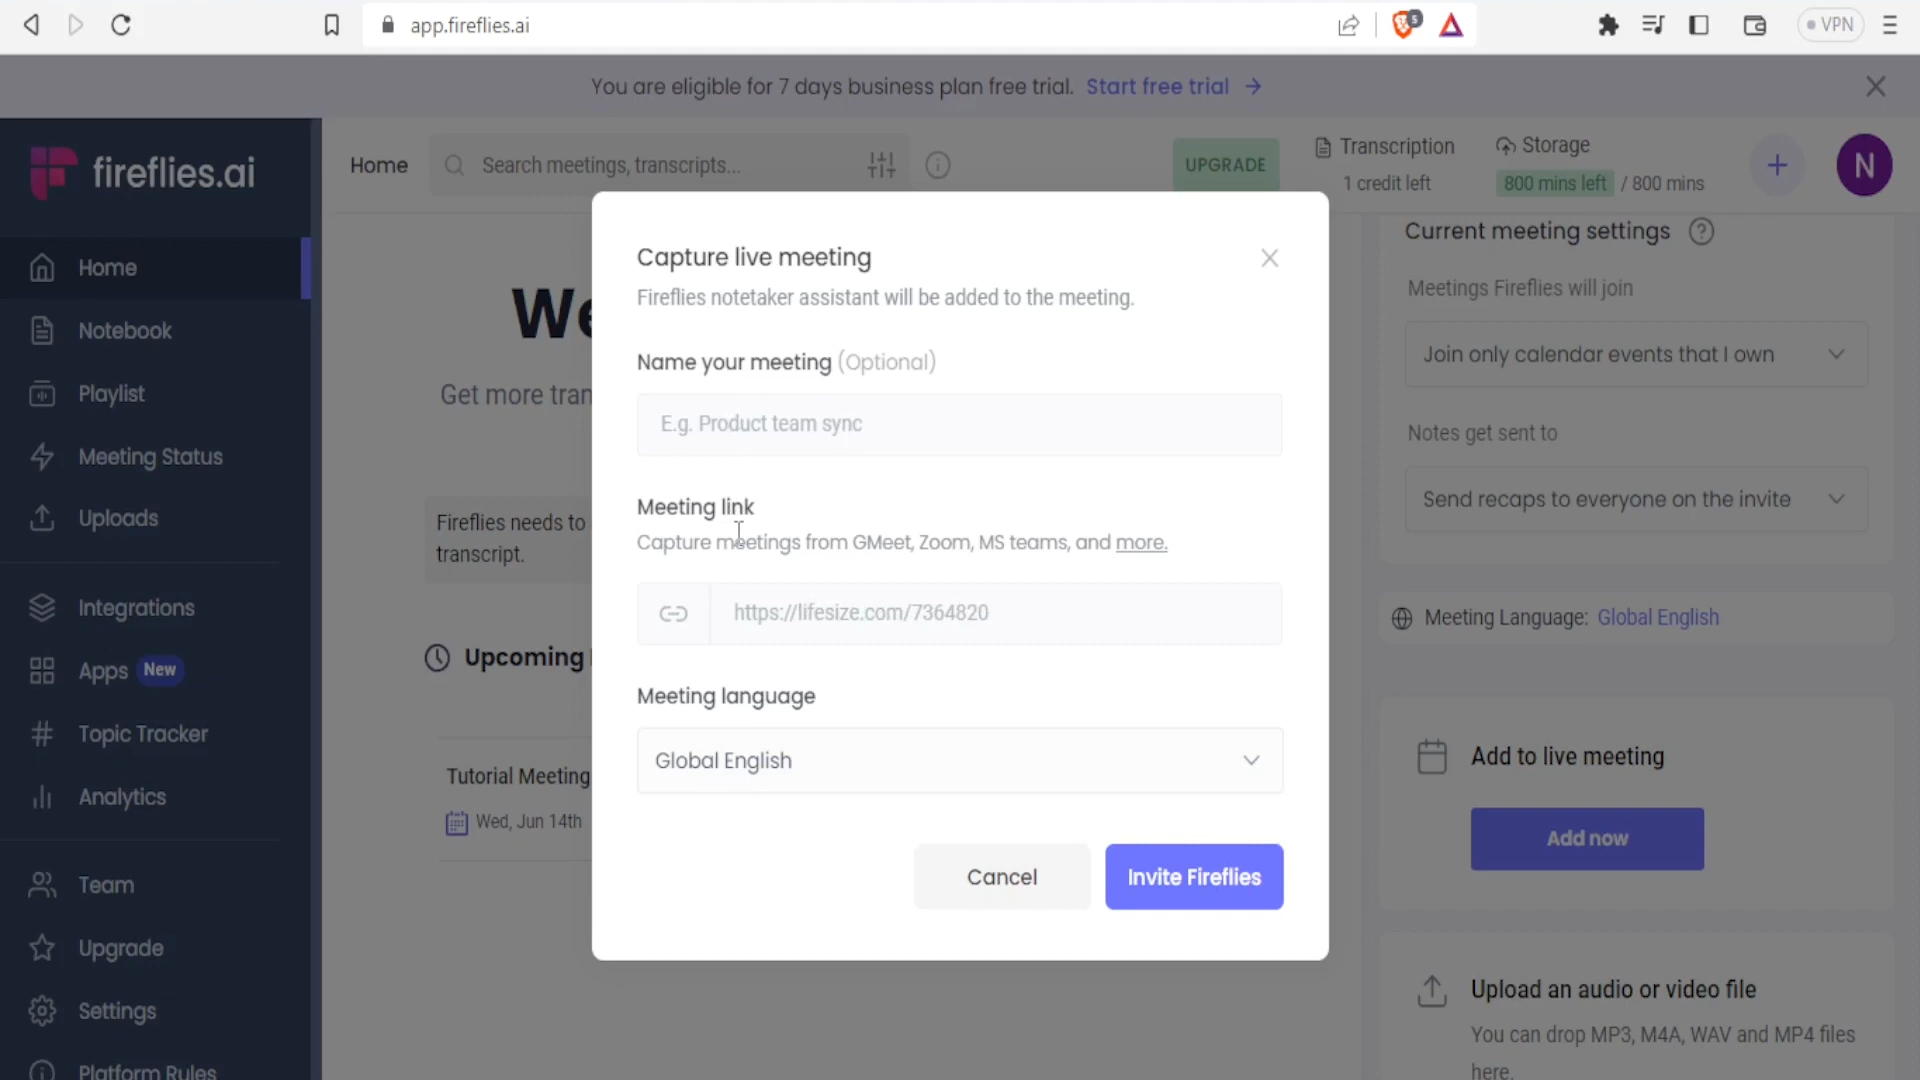 app.fireflies.ai
5
VPN
You are eligible for 7 days business plan free trial. Start free trial →
fireflies.ai
Home
Search meetings, transcripts...
UPGRADE
Transcription
1 credit left
Storage
800 mins left / 800 mins
+
N
Home
Notebook
Playlist
Meeting Status
Uploads
Integrations
Apps New
Topic Tracker
Analytics
Team
Upgrade
Settings
Platform Rules
We
Get more tran
Fireflies needs to
transcript.
Upcoming
Tutorial Meeting
Wed, Jun 14th
Capture live meeting
Fireflies notetaker assistant will be added to the meeting.
Name your meeting (Optional)
E.g. Product team sync
Meeting link
Capture meetings from GMeet, Zoom, MS teams, and more.
https://lifesize.com/7364820
Meeting language
Global English
Cancel
Invite Fireflies
Current meeting settings ?
Meetings Fireflies will join
Join only calendar events that I own
Notes get sent to
Send recaps to everyone on the invite
Meeting Language: Global English
Add to live meeting
Add now
Upload an audio or video file
You can drop MP3, M4A, WAV and MP4 files
here.